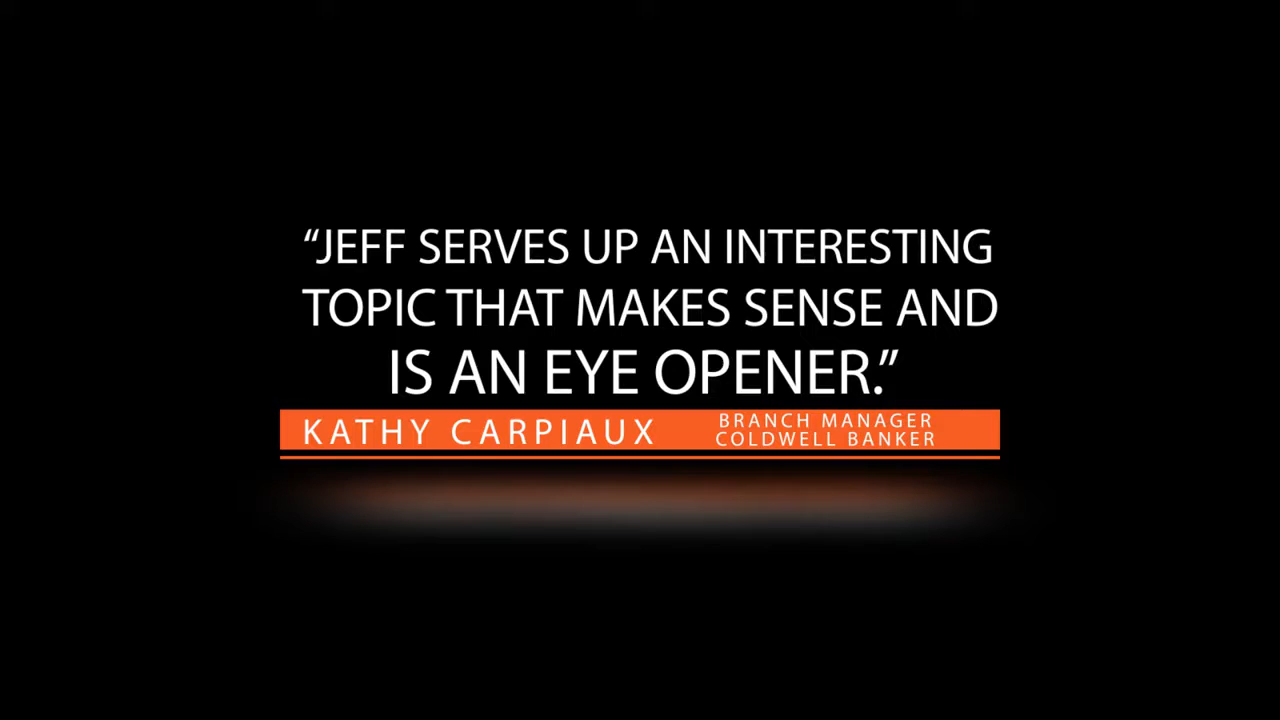 “JEFF SERVES UP AN INTERESTING
TOPIC THAT MAKES SENSE AND
IS AN EYE OPENER.”
KATHY CARPIAUX
BRANCH MANAGER
COLDWELL BANKER